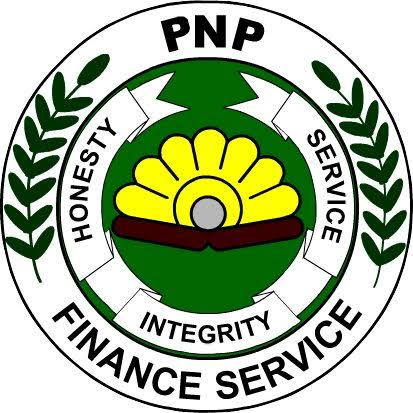 PNP
HONESTY
SERVICE
INTEGRITY
FINANCE SERVICE